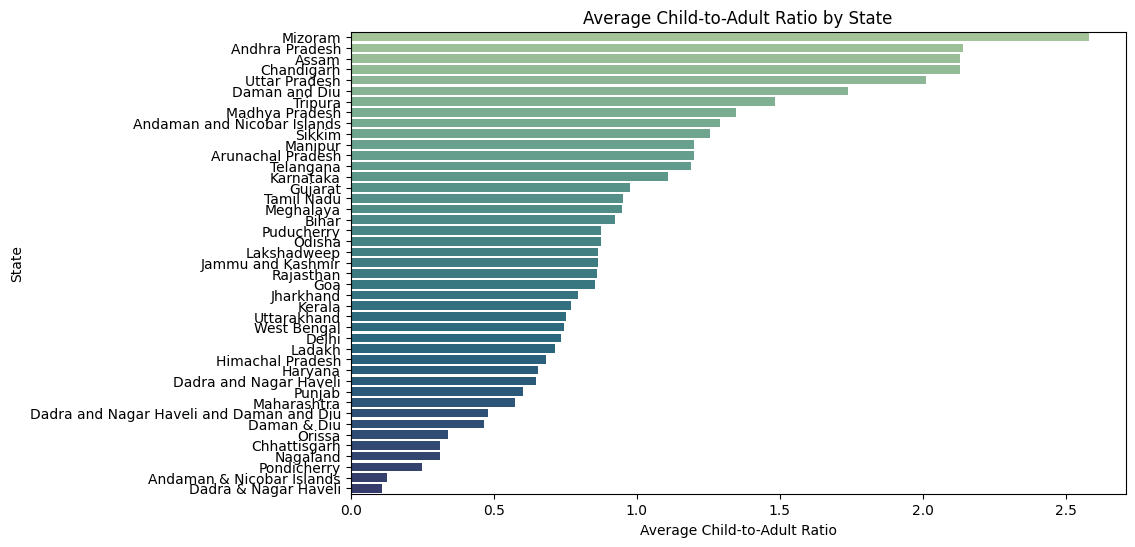 Average Child-to-Adult Ratio by State
State
Mizoram
Andhra Pradesh
Assam
Chandigarh
Uttar Pradesh
Daman and Diu
Tripura
Madhya Pradesh
Andaman and Nicobar Islands
Sikkim
Manipur
Arunachal Pradesh
Telangana
Karnataka
Gujarat
Tamil Nadu
Meghalaya
Bihar
Puducherry
Odisha
Lakshadweep
Jammu and Kashmir
Rajasthan
Goa
Jharkhand
Kerala
Uttarakhand
West Bengal
Delhi
Ladakh
Himachal Pradesh
Haryana
Dadra and Nagar Haveli
Punjab
Maharashtra
Dadra and Nagar Haveli and Daman and Diu
Daman & Diu
Orissa
Chhattisgarh
Nagaland
Pondicherry
Andaman & Nicobar Islands
Dadra & Nagar Haveli
0.0 0.5 1.0 1.5 2.0 2.5
Average Child-to-Adult Ratio